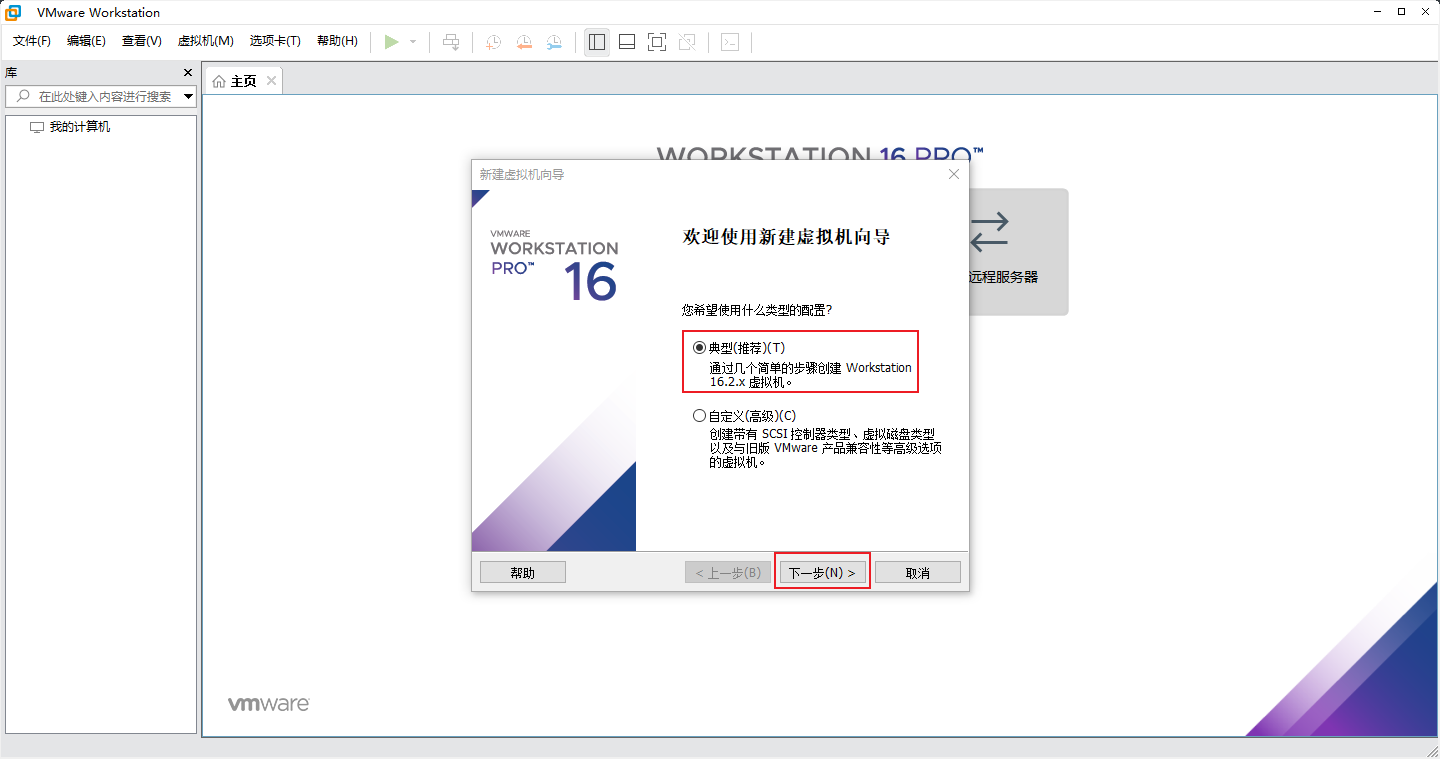 VMware Workstation
文件(F) 编辑(E) 查看(V) 虚拟机(M) 选项卡(T) 帮助(H)
库
在此处键入内容进行搜索
我的计算机
主页
WORKSTATION 16 PRO™
新建虚拟机向导
VMWARE
WORKSTATION
PRO™ 16
欢迎使用新建虚拟机向导
您希望使用什么类型的配置?
典型(推荐)(T)
通过几个简单的步骤创建 Workstation
16.2.x 虚拟机。
自定义(高级)(C)
创建带有 SCSI 控制器类型、虚拟磁盘类型
以及与旧版 VMware 产品兼容性等高级选项
的虚拟机。
远程服务器
帮助
< 上一步(B)
下一步(N) >
取消
vmware